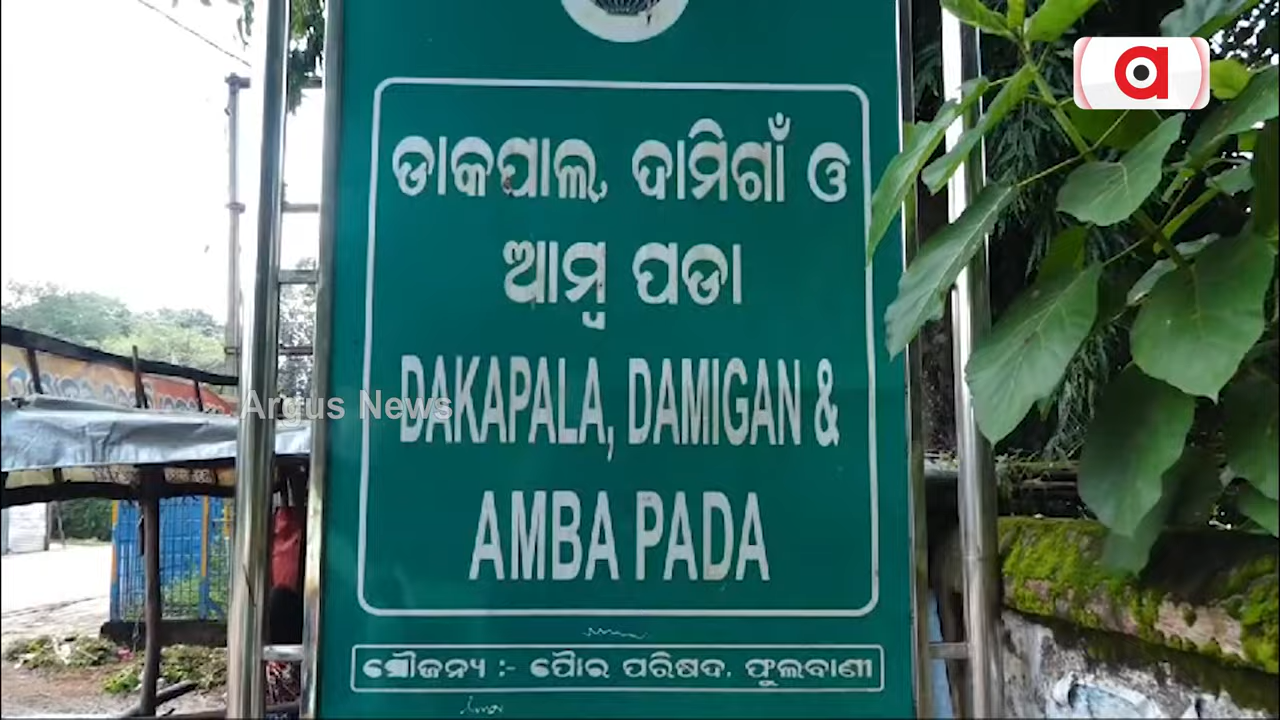 ଡାକପାଲ, ଦାମିଗାଁ ଓ
ଆମ୍ବ ପଡା
DAKAPALA, DAMIGAN &
AMBA PADA
ସୌଜନ୍ୟ :- ପୌର ପରିଷଦ, ଫୁଲବାଣୀ
a
Argus News